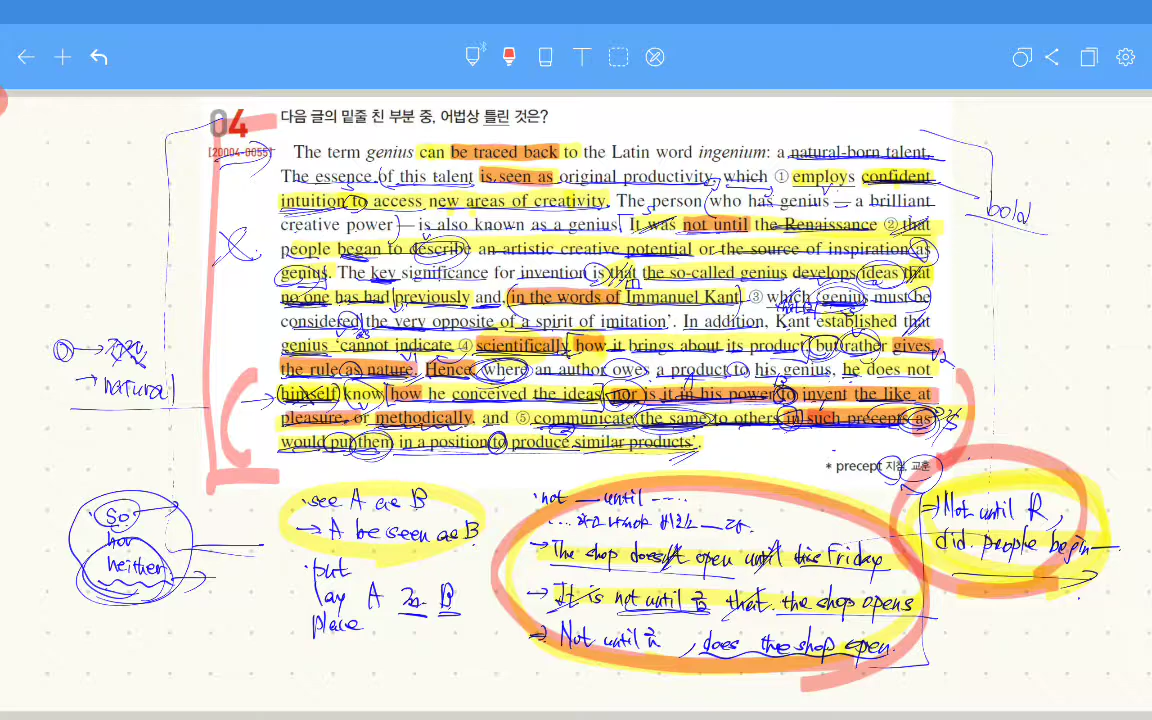 04 다음 글의 밑줄 친 부분 중, 어법상 틀린 것은?
[20004-0055]
The term genius can be traced back to the Latin word ingenium: a natural-born talent.
The essence of this talent is seen as original productivity, which ① employs confident
intuition to access new areas of creativity. The person who has genius — a brilliant
creative power — is also known as a genius. It was not until the Renaissance ② that
people began to describe an artistic creative potential or the source of inspiration as
genius. The key significance for invention is that the so-called genius develops ideas that
no one has had previously and, in the words of Immanuel Kant, ③ which 'genius must be
considered the very opposite of a spirit of imitation'. In addition, Kant established that
genius 'cannot indicate ④ scientifically how it brings about its product, but rather gives
the rule as nature. Hence, where an author owes a product to his genius, he does not
himself know how he conceived the ideas, nor is it in his power to invent the like at
pleasure, or methodically, and ⑤ communicate the same to others in such precepts as
would put them in a position to produce similar products'.
* precept 지침, 교훈
bold
natural
So
nor
neither
·see A as B
→ A be seen as B
·put
lay A B
place
·not — until ....
→ The shop doesn't open until this Friday
→ It is not until 금 that the shop opens
⇒ Not until 금, does the shop open.
⇒ Not until R,
did people begin —